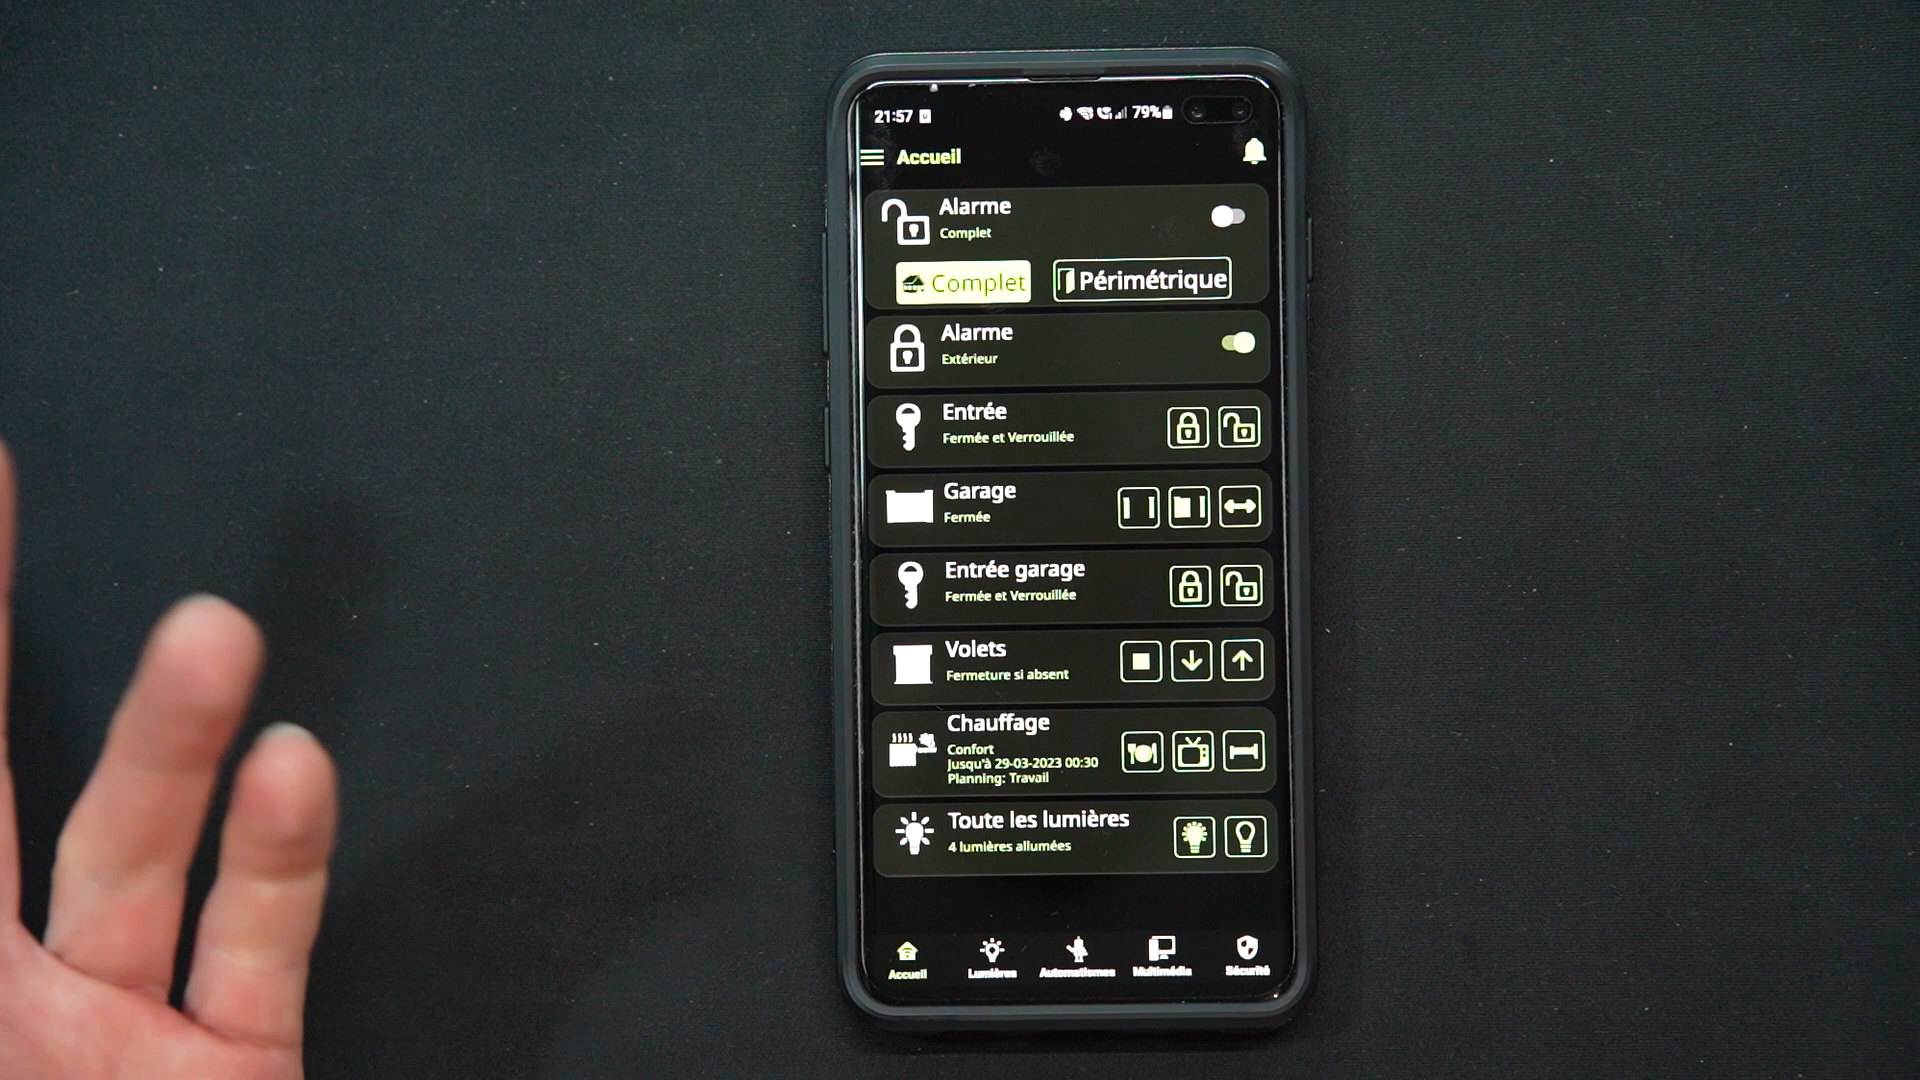 21:57
79%
Accueil
Alarme
Complet
Complet
Périmétrique
Alarme
Extérieur
Entrée
Fermée et Verrouillée
Garage
Fermée
Entrée garage
Fermée et Verrouillée
Volets
Fermeture si absent
Chauffage
Confort
Jusqu'à 29-03-2023 00:30
Planning: Travail
Toute les lumières
4 lumières allumées
Accueil
Lumières
Automatismes
Multimédia
Sécurité